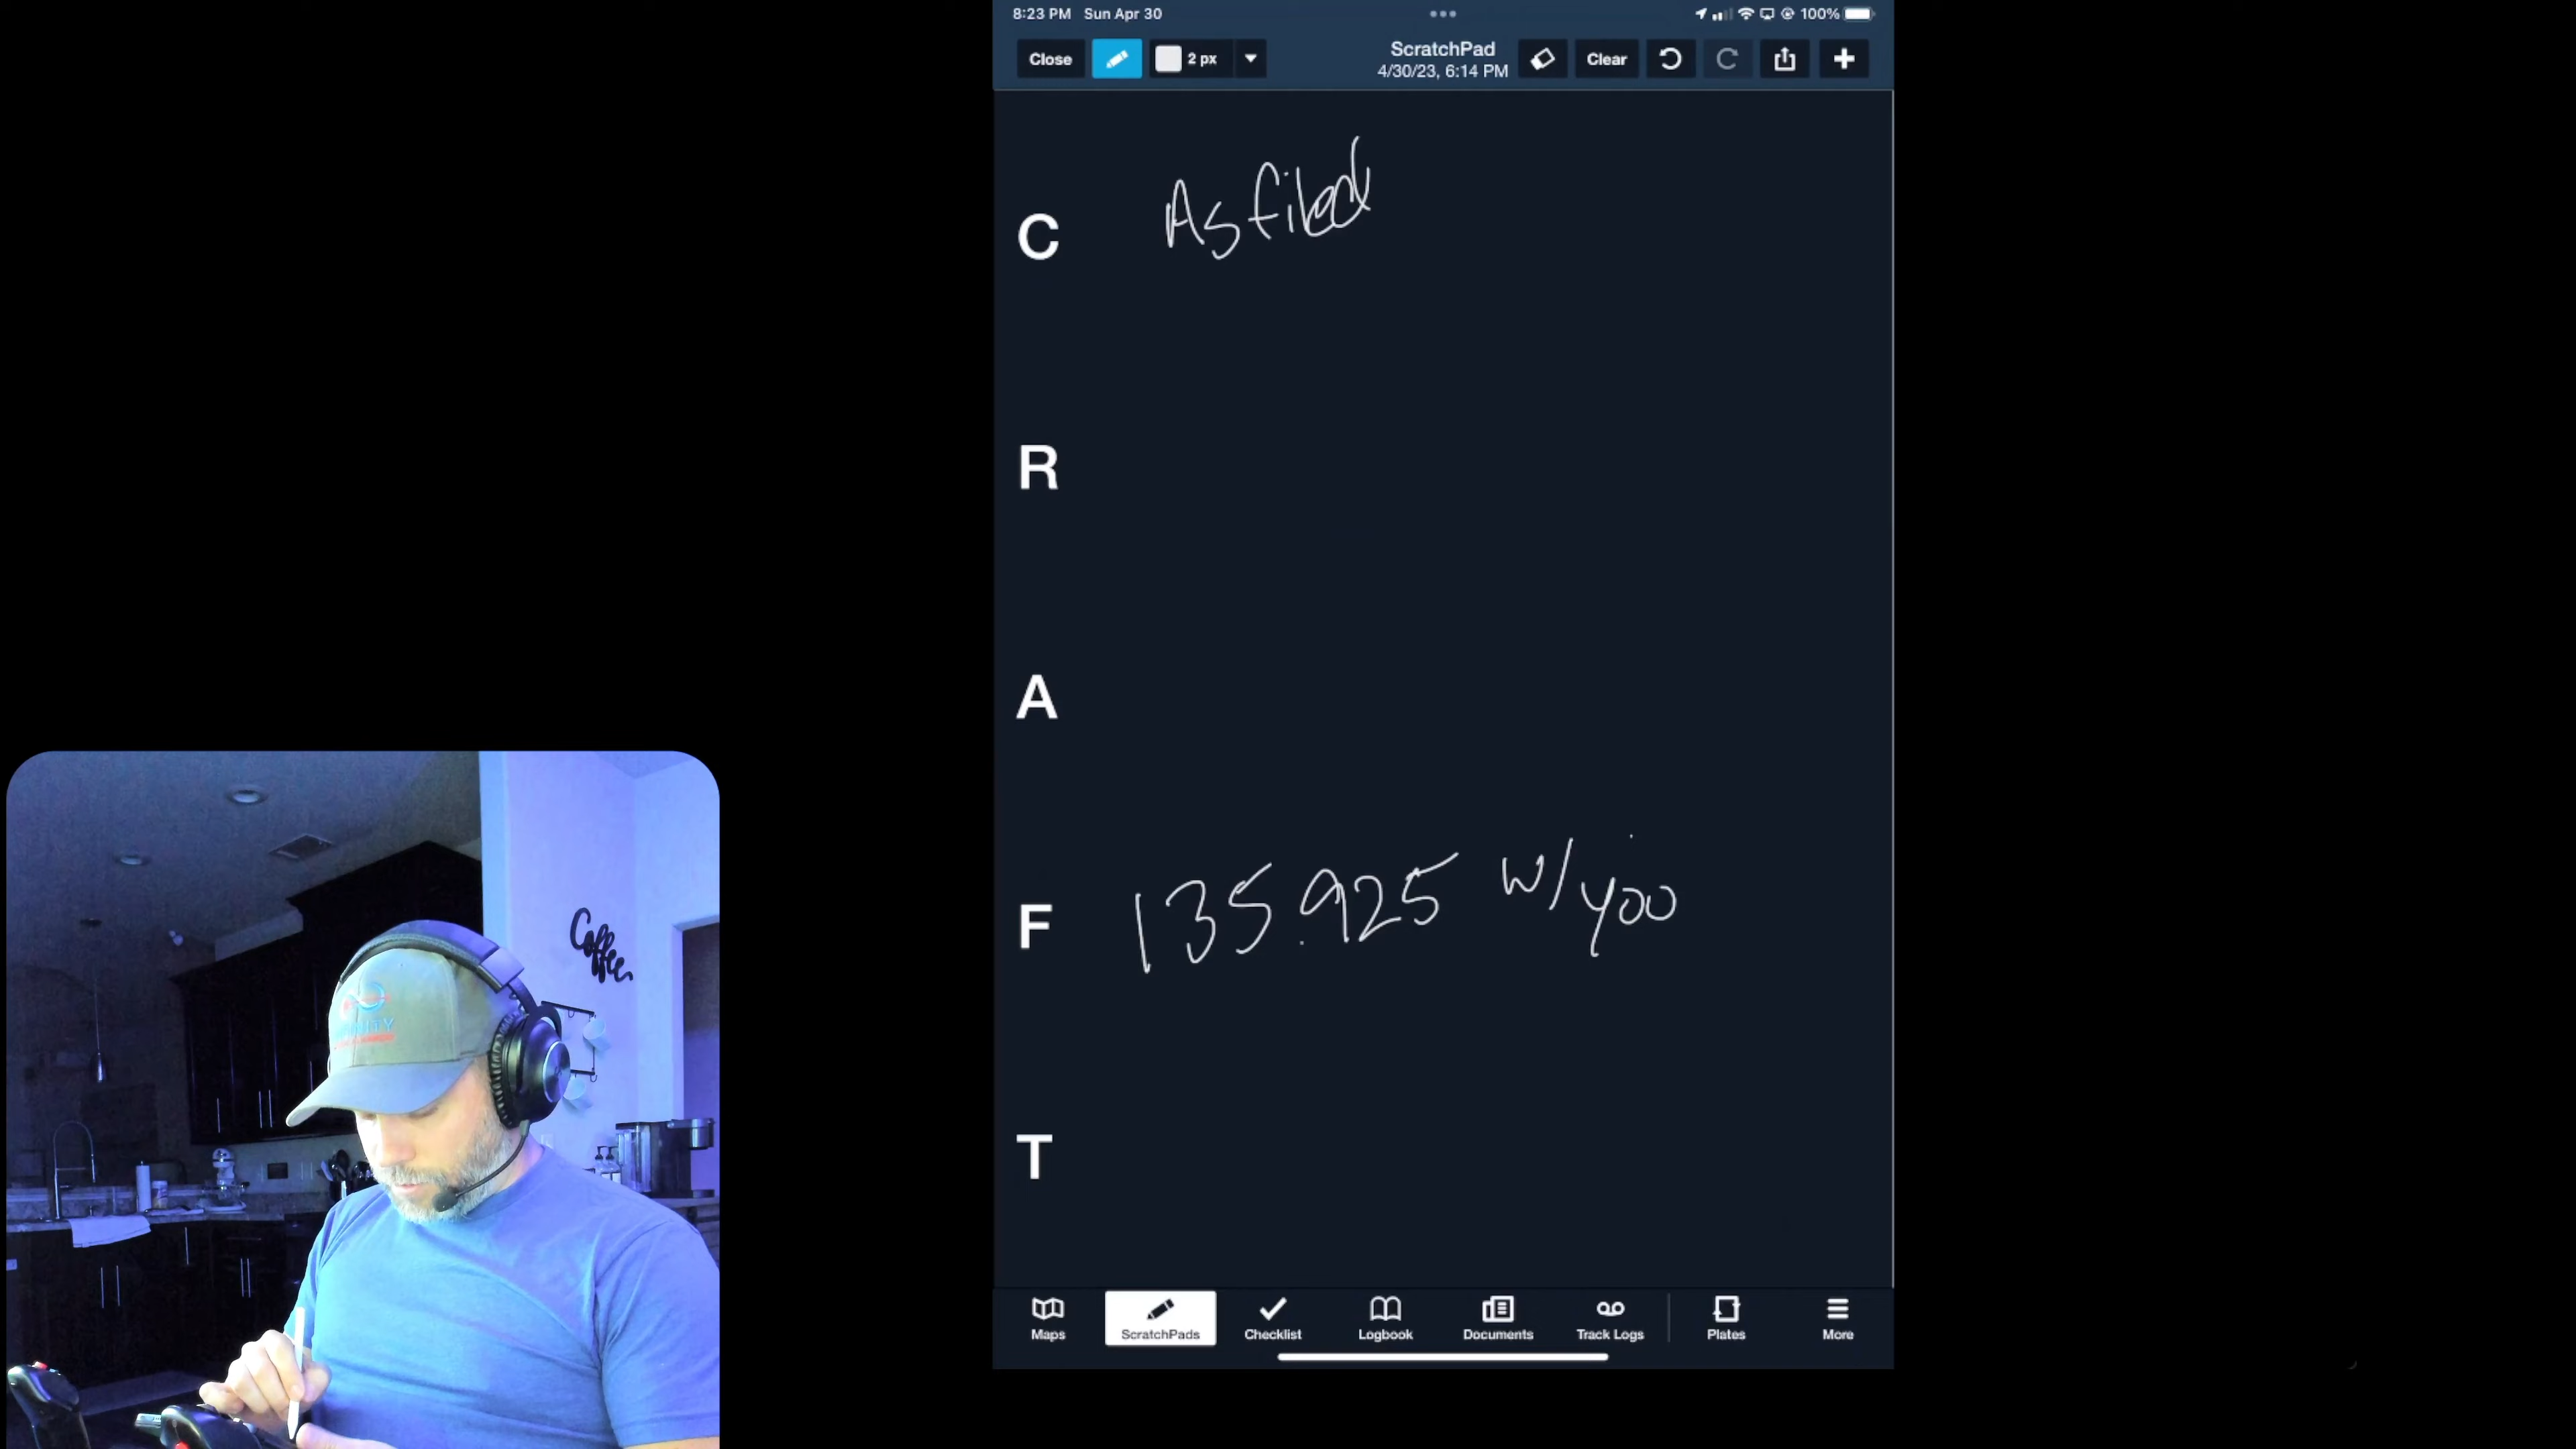 8:23 PM Sun Apr 30
100%
Close
2 px
ScratchPad
4/30/23, 6:14 PM
Clear
C As filed
R
A
F 135.925 w/you
T
Coffee
Maps
ScratchPads
Checklist
Logbook
Documents
Track Logs
Plates
More